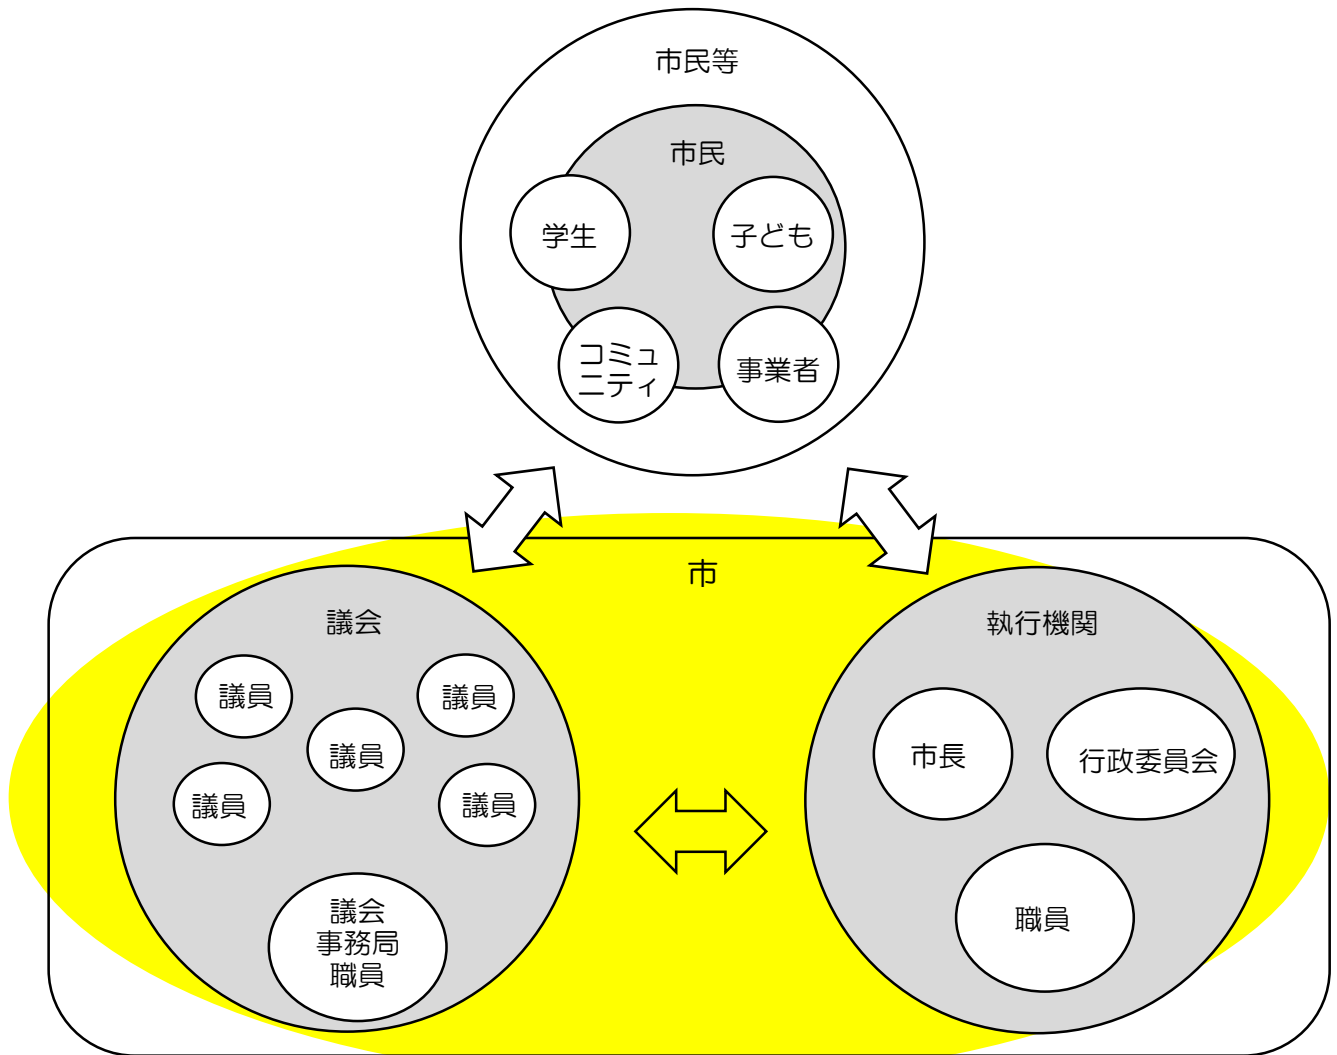 市民等
市民
学生
子ども
コミュ
ニティ
事業者
市
議会
議員
議員
議員
議員
議員
議会
事務局
職員
執行機関
市長
行政委員会
職員